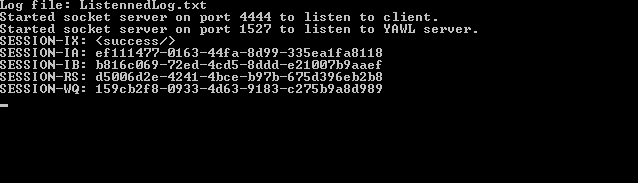 Log file: ListennedLog.txt
Started socket server on port 4444 to listen to client.
Started socket server on port 1527 to listen to YAWL server.
SESSION-IX: <success/>
SESSION-IA: ef111477-0163-44fa-8d99-335ea1fa8118
SESSION-IB: b816c069-72ed-4cd5-8ddd-e21007b9aaef
SESSION-RS: d5006d2e-4241-4bce-b97b-675d396eb2b8
SESSION-WQ: 159cb2f8-0933-4d63-9183-c275b9a8d989